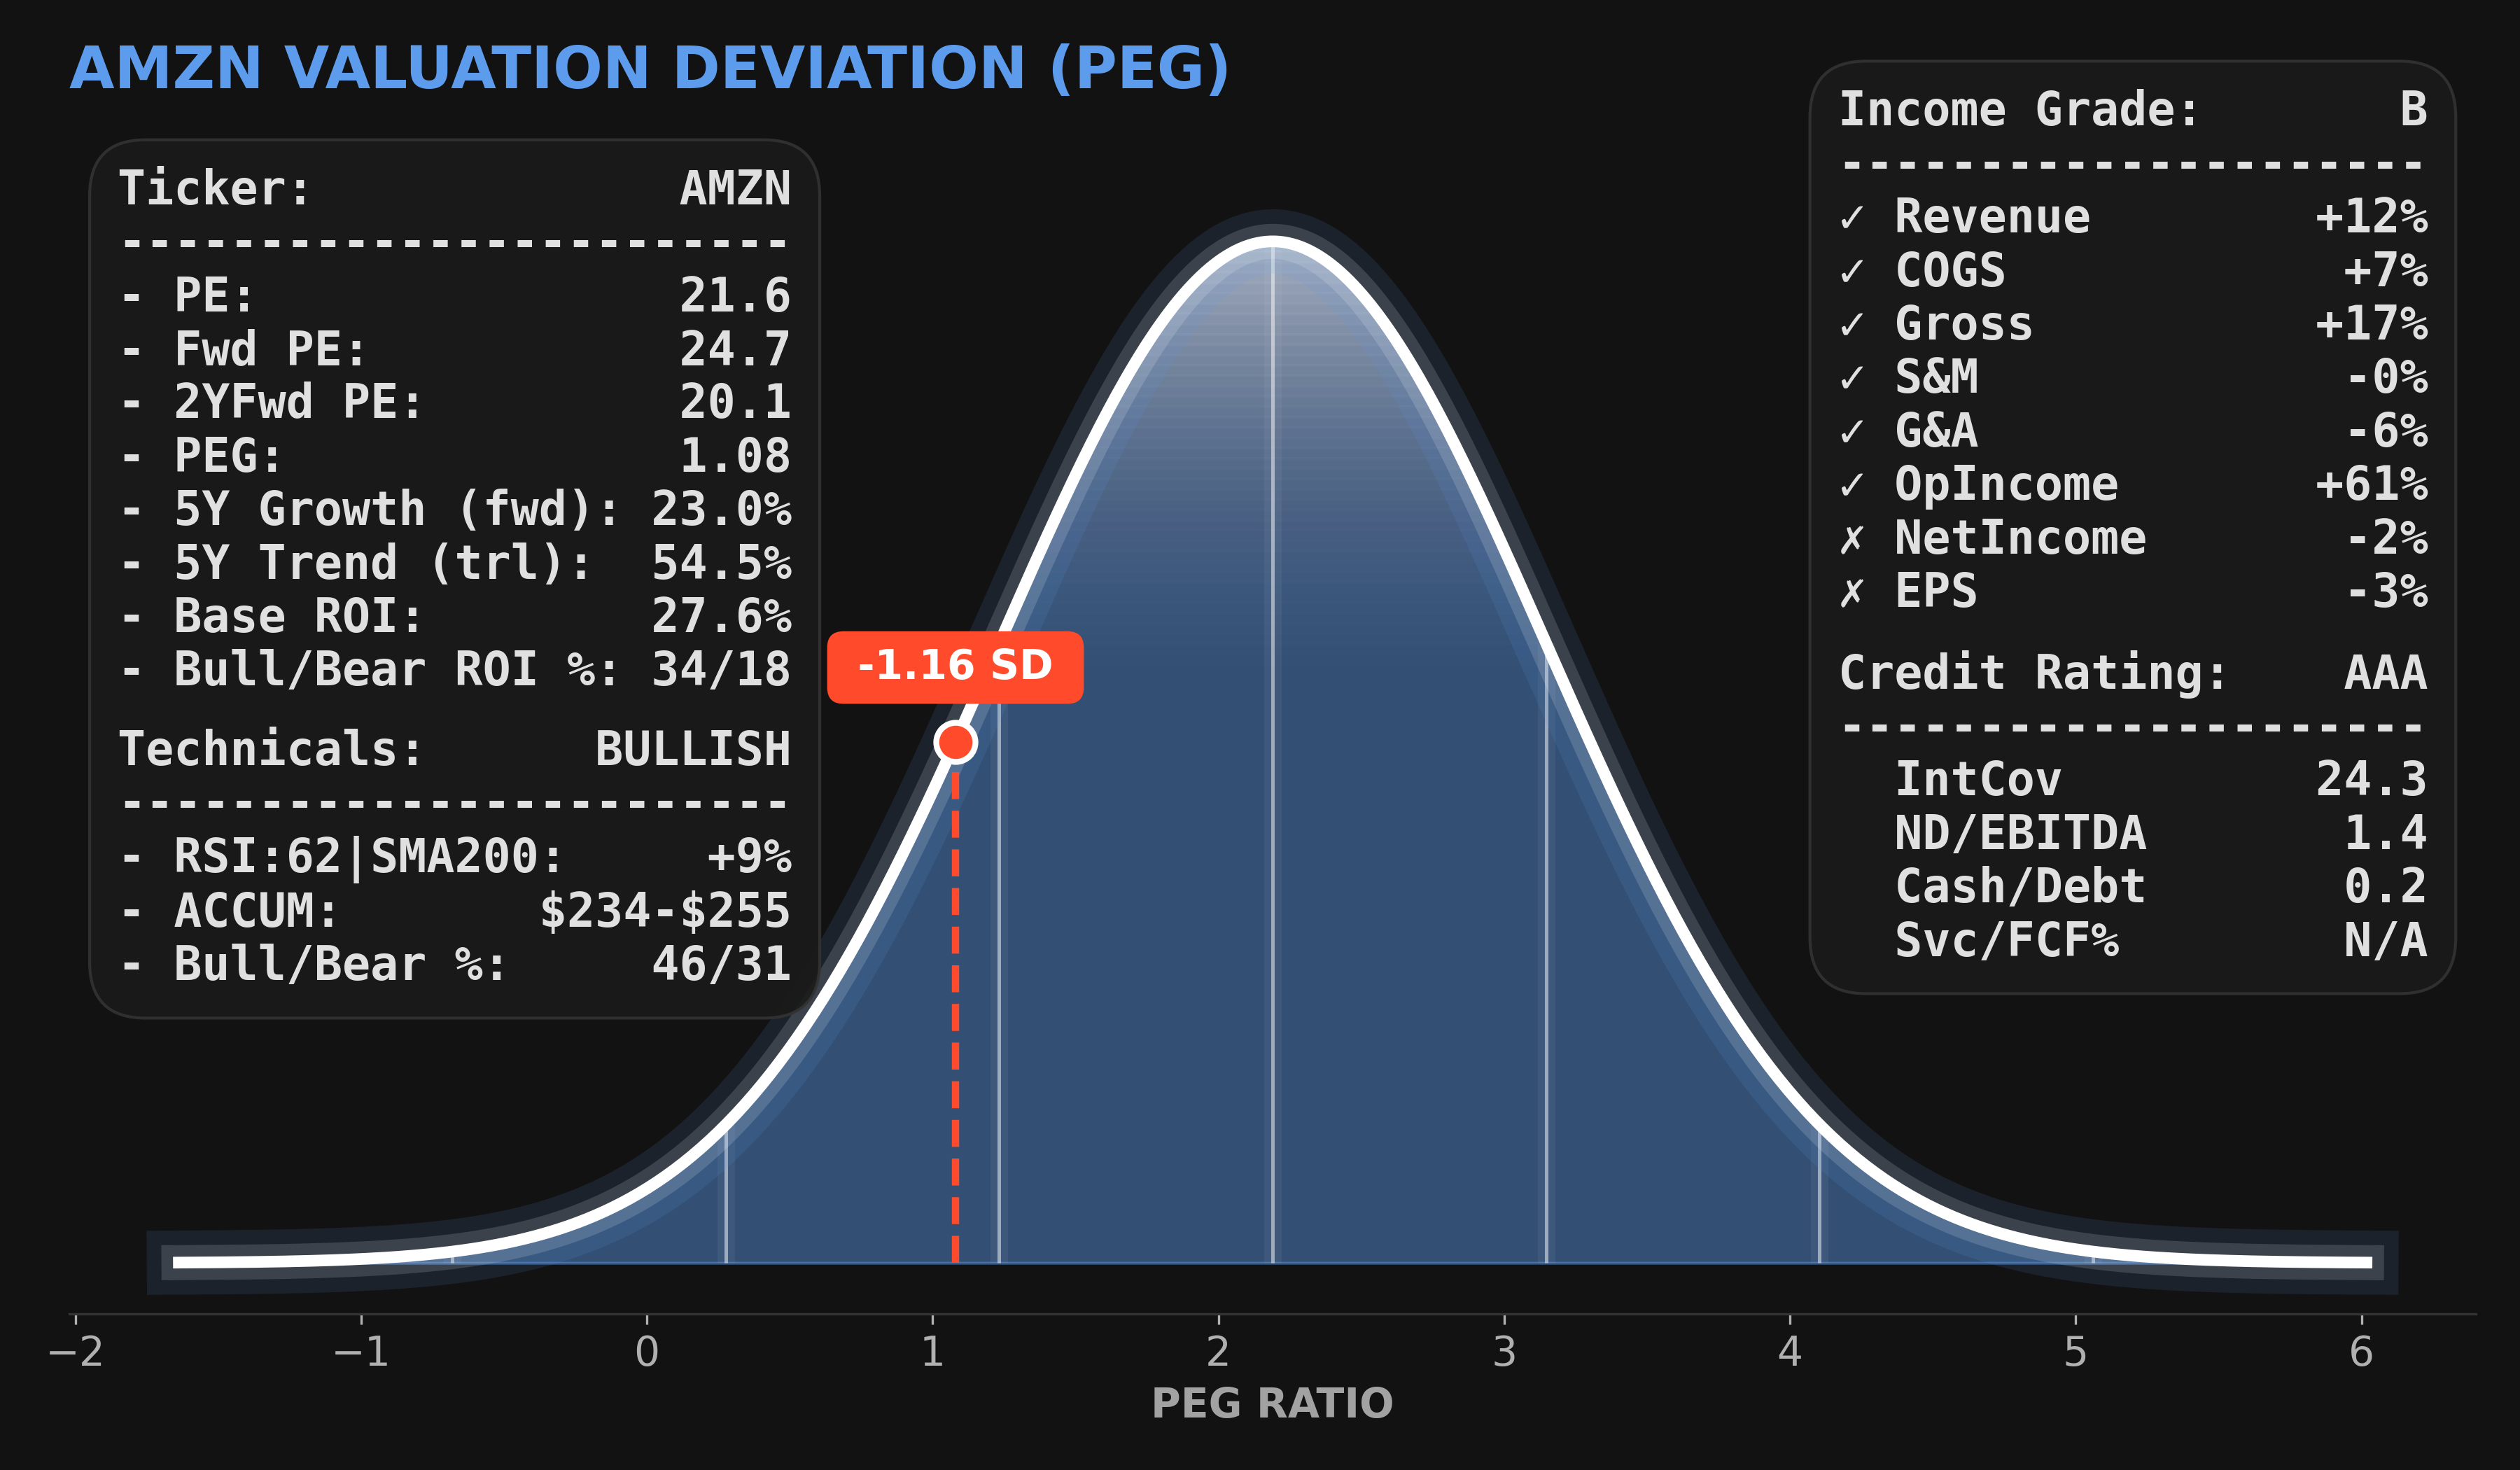 AMZN VALUATION DEVIATION (PEG)
Ticker: AMZN
------------------------
- PE: 21.6
- Fwd PE: 24.7
- 2YFwd PE: 20.1
- PEG: 1.08
- 5Y Growth (fwd): 23.0%
- 5Y Trend (trl): 54.5%
- Base ROI: 27.6%
- Bull/Bear ROI %: 34/18
Technicals: BULLISH
------------------------
- RSI:62|SMA200: +9%
- ACCUM: $234-$255
- Bull/Bear %: 46/31
-1.16 SD
Income Grade: B
---------------------
✓ Revenue +12%
✓ COGS +7%
✓ Gross +17%
✓ S&M -0%
✓ G&A -6%
✓ OpIncome +61%
✗ NetIncome -2%
✗ EPS -3%
Credit Rating: AAA
---------------------
IntCov 24.3
ND/EBITDA 1.4
Cash/Debt 0.2
Svc/FCF% N/A
−2 −1 0 1 2 3 4 5 6
PEG RATIO